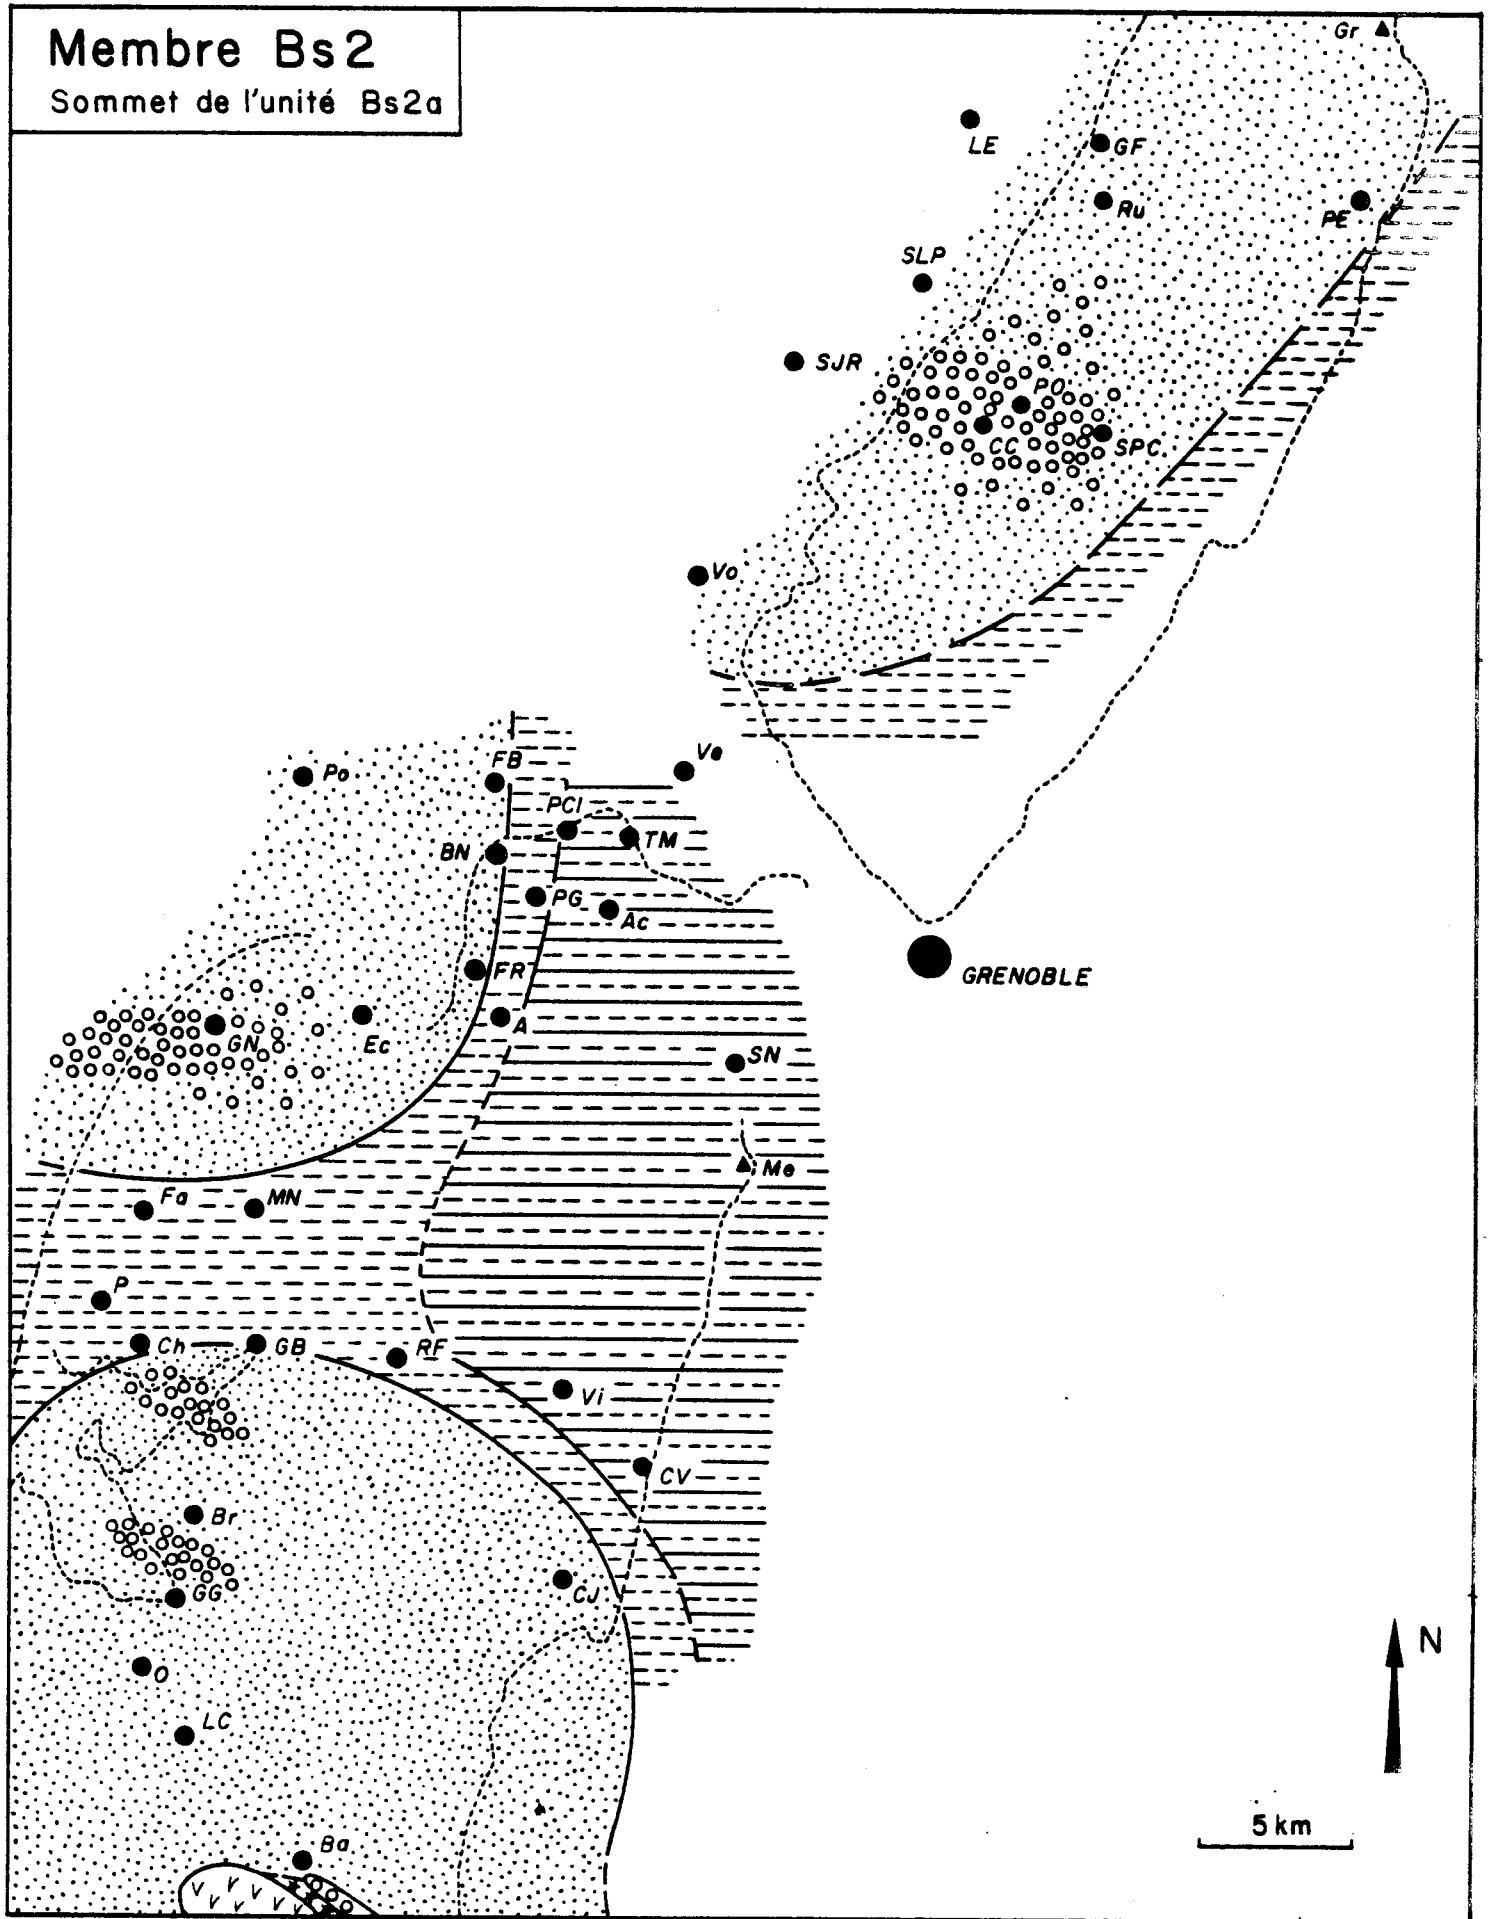 Membre Bs2
Sommet de l'unité Bs2a
Gr
LE
GF
Ru
PE
SLP
SJR
PO
CC
SPC
Vo
Ve
Po
FB
PCI
BN
TM
PG
Ac
FR
GRENOBLE
A
GN
Ec
SN
Me
Fa
MN
P
Ch
GB
RF
Vi
CV
Br
CJ
GG
N
O
LC
5 km
Ba